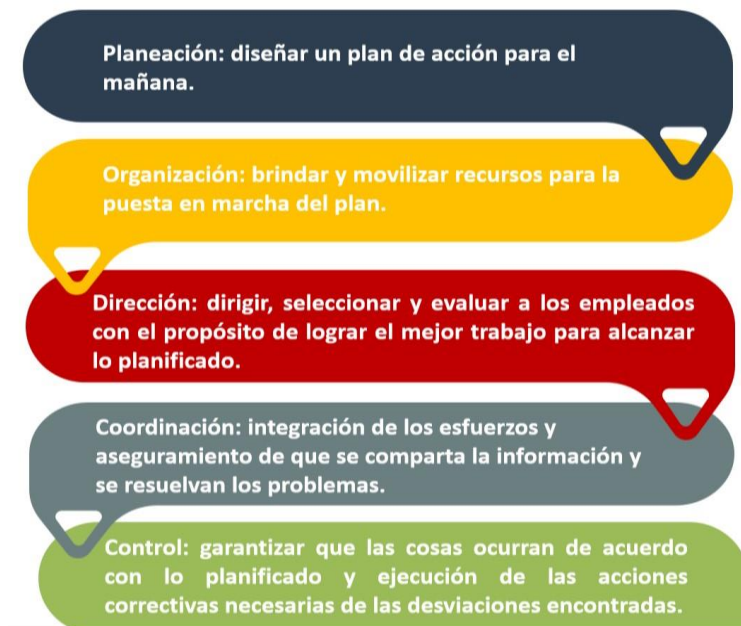 Planeación: diseñar un plan de acción para el
mañana.
Organización: brindar y movilizar recursos para la
puesta en marcha del plan.
Dirección: dirigir, seleccionar y evaluar a los empleados
con el propósito de lograr el mejor trabajo para alcanzar
lo planificado.
Coordinación: integración de los esfuerzos y
aseguramiento de que se comparta la información y
se resuelvan los problemas.
Control: garantizar que las cosas ocurran de acuerdo
con lo planificado y ejecución de las acciones
correctivas necesarias de las desviaciones encontradas.